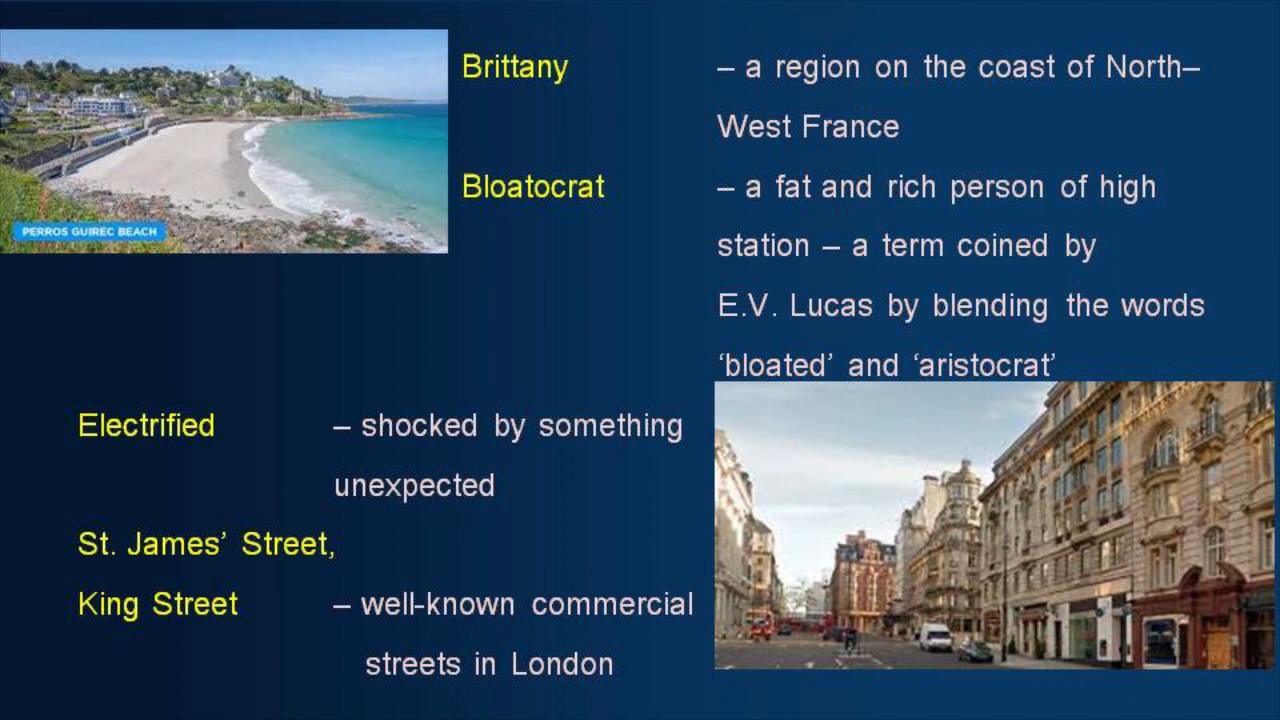 Brittany – a region on the coast of North–
West France
PERROS GUIREC BEACH
Bloatocrat – a fat and rich person of high
station – a term coined by
E.V. Lucas by blending the words
‘bloated’ and ‘aristocrat’
Electrified – shocked by something
unexpected
St. James’ Street,
King Street – well-known commercial
streets in London